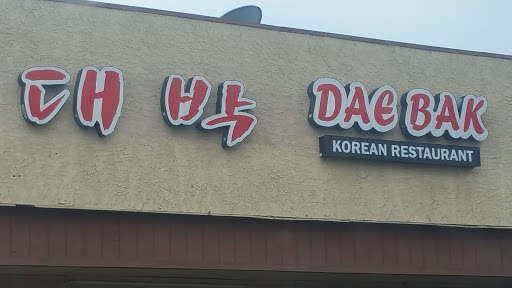 대박 DAE BAK
KOREAN RESTAURANT